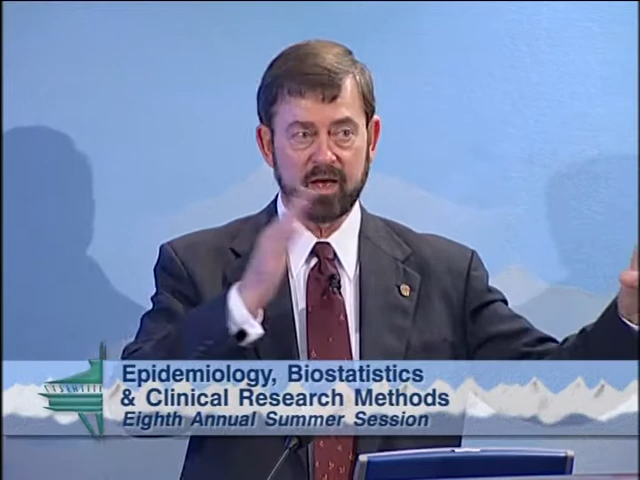 Epidemiology, Biostatistics
& Clinical Research Methods
Eighth Annual Summer Session